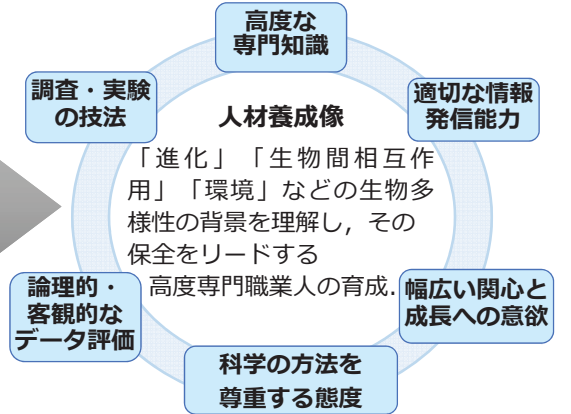 高度な
専門知識
調査・実験
の技法
適切な情報
発信能力
人材養成像
「進化」「生物間相互作
用」「環境」などの生物多
様性の背景を理解し，その
保全をリードする
高度専門職業人の育成.
論理的・
客観的な
データ評価
幅広い関心と
成長への意欲
科学の方法を
尊重する態度